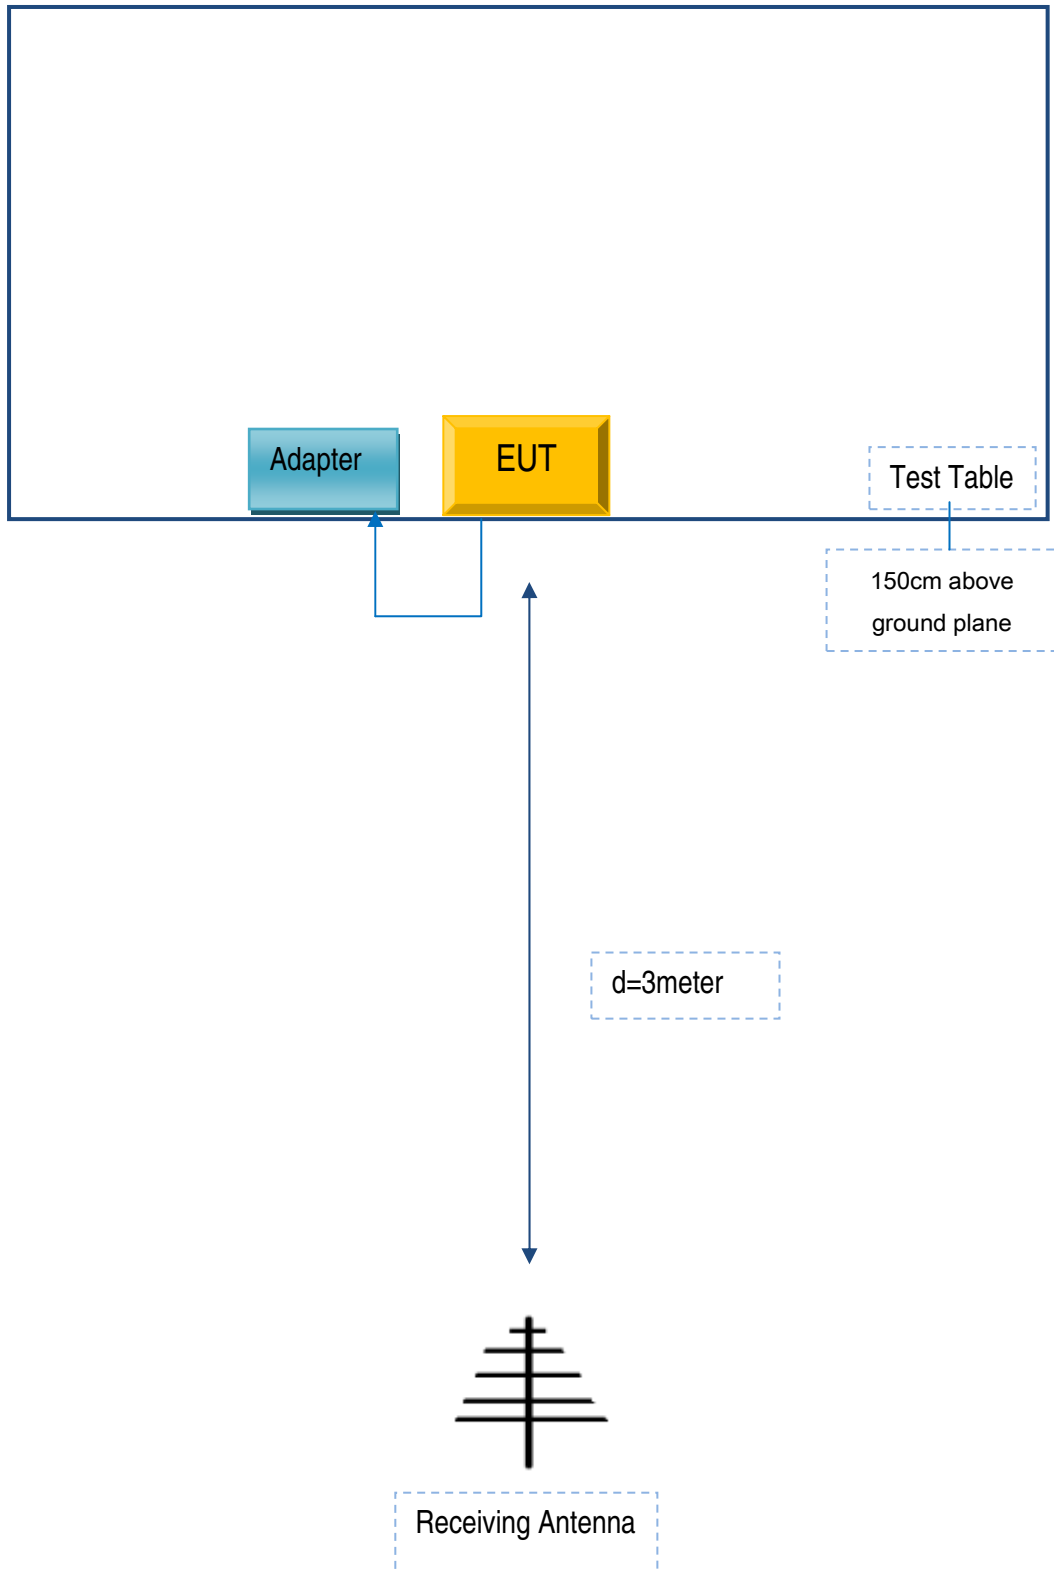 Adapter
EUT
Test Table
150cm above
ground plane
d=3meter
Receiving Antenna